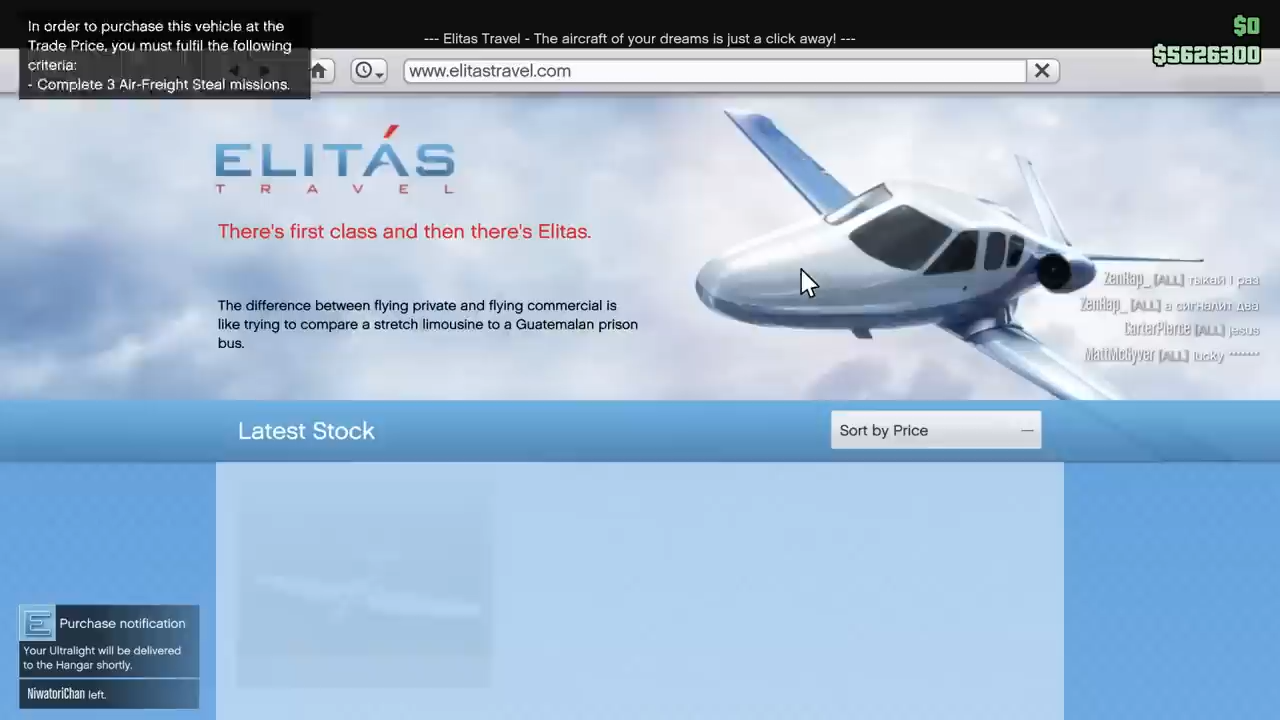 In order to purchase this vehicle at the
Trade Price, you must fulfil the following
criteria:
- Complete 3 Air-Freight Steal missions.
--- Elitas Travel - The aircraft of your dreams is just a click away! ---
$0
$5626300
www.elitastravel.com
ELITÁS
TRAVEL
There's first class and then there's Elitas.
The difference between flying private and flying commercial is
like trying to compare a stretch limousine to a Guatemalan prison
bus.
ZenRap_ [ALL] такай 1 раз
ZenRap_ [ALL] а сигналит два
CarterPierce [ALL] jesus
MattMcGyver [ALL] lucky *******
Latest Stock
Sort by Price
Purchase notification
Your Ultralight will be delivered
to the Hangar shortly.
NiwatoriChan left.